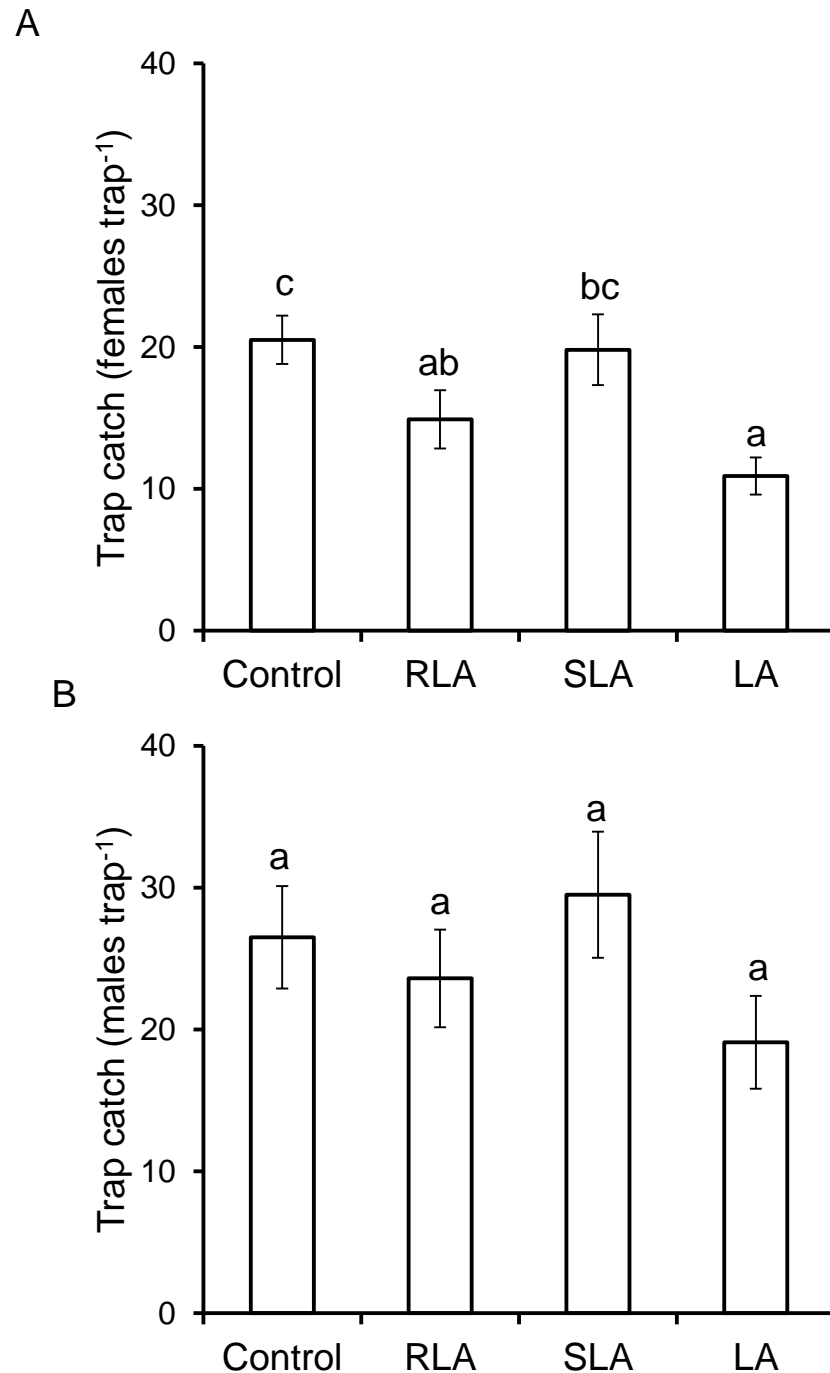 A
Trap catch (females trap-1)
40
30
20
10
0
c
ab
bc
a
Control RLA SLA LA
B
Trap catch (males trap-1)
40
30
20
10
0
a
a
a
a
Control RLA SLA LA